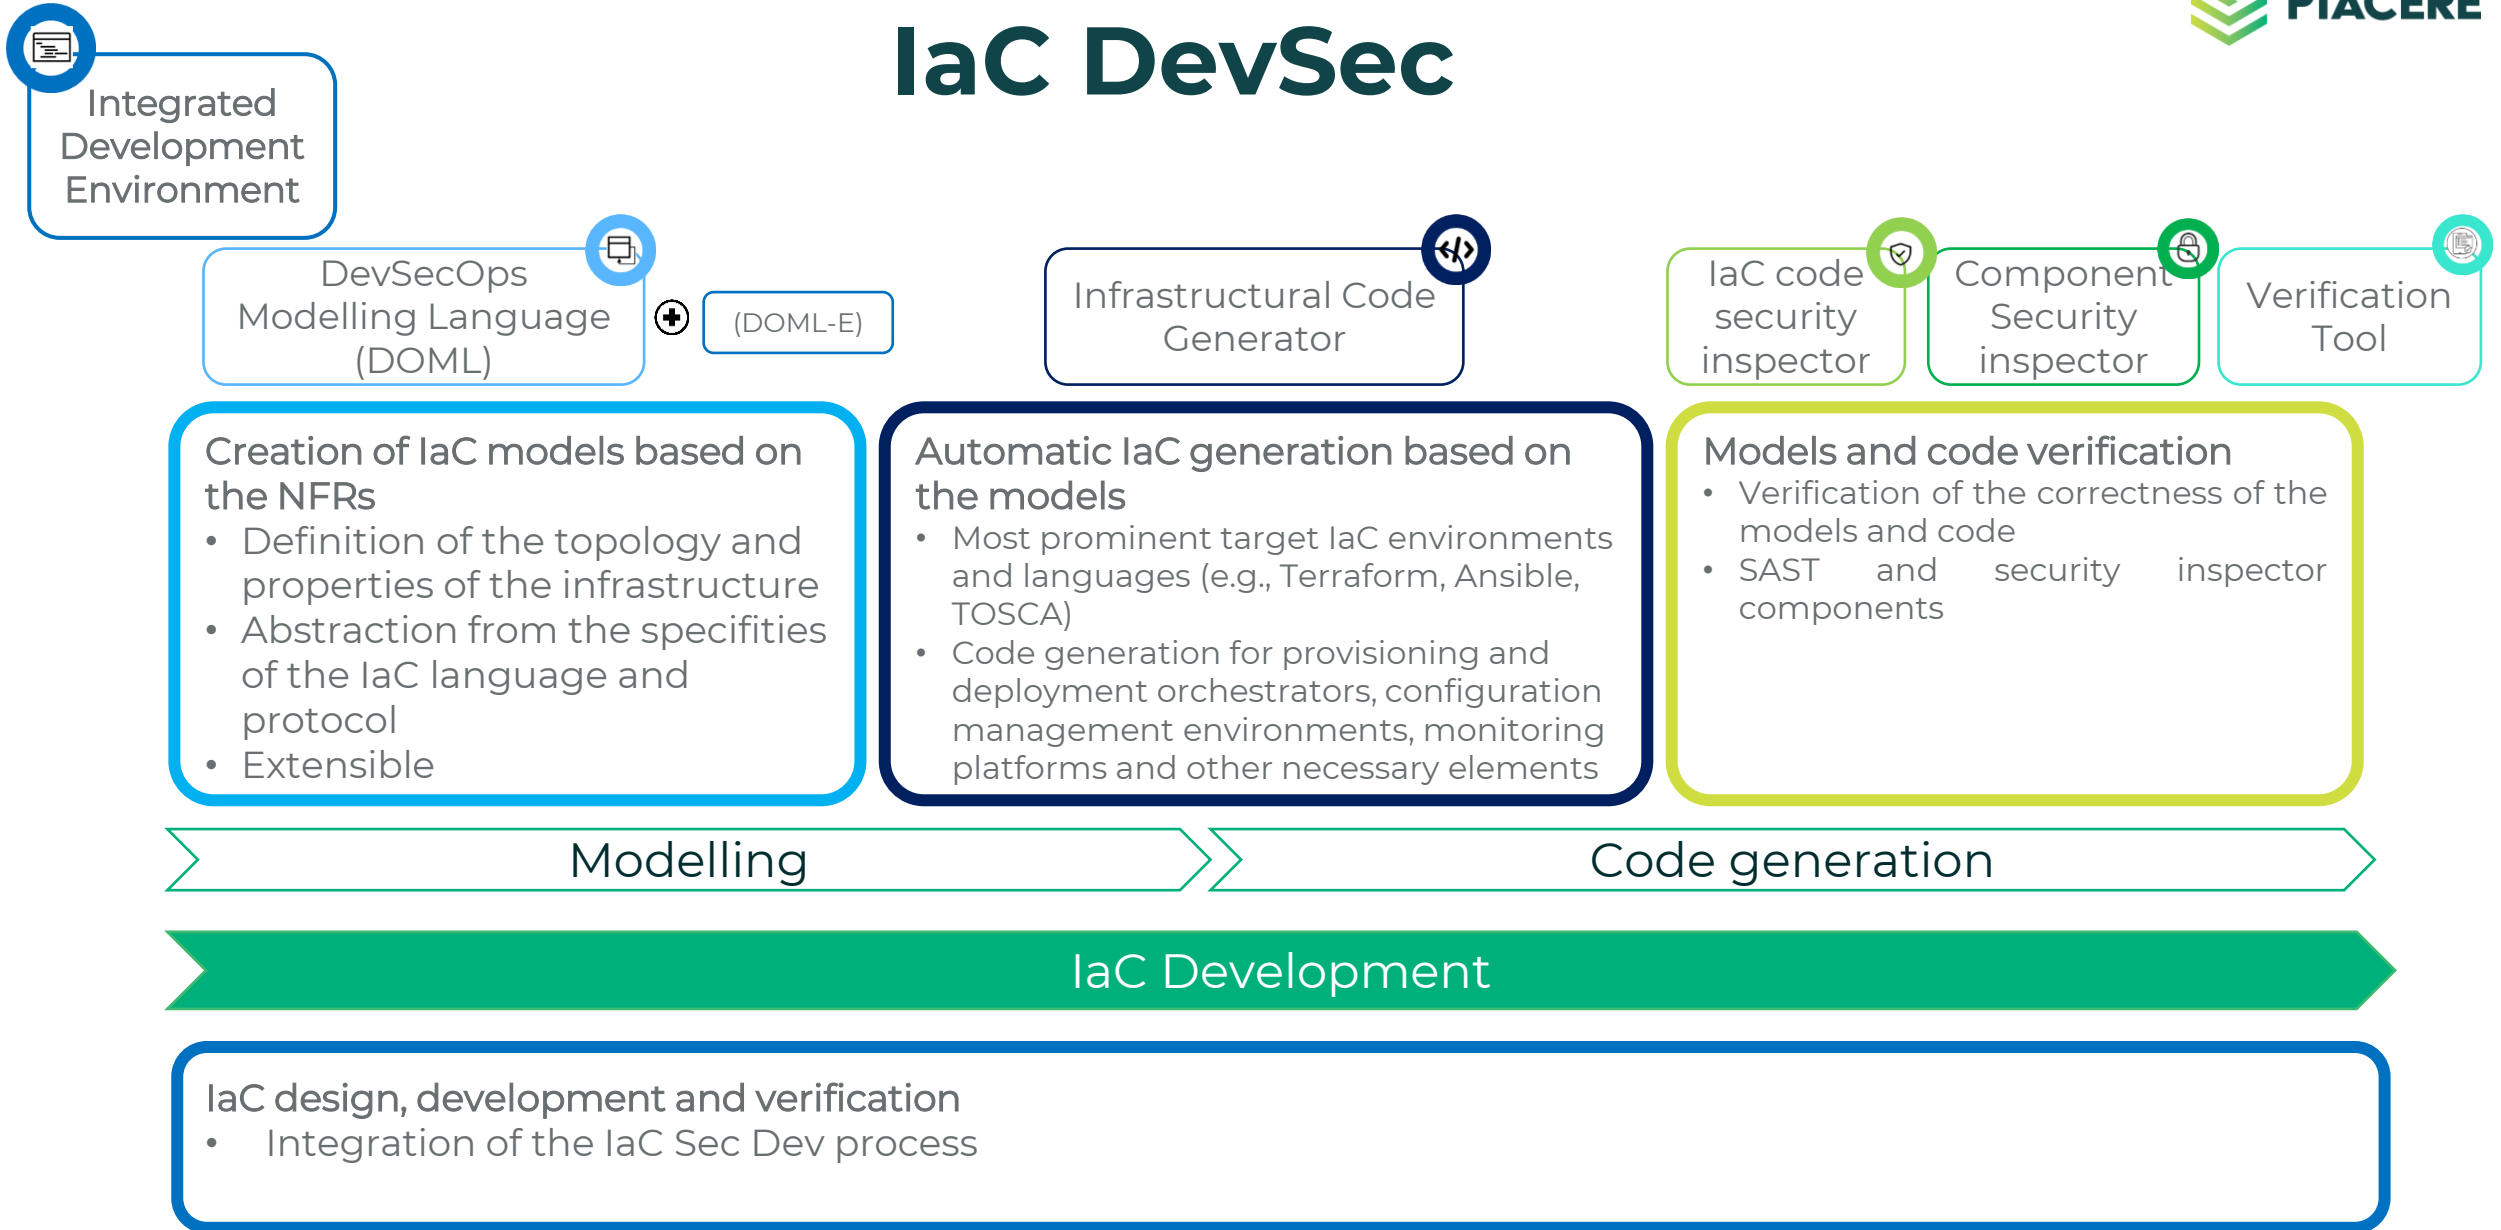 PIACERE
IaC DevSec
Integrated
Development
Environment
DevSecOps
Modelling Language
(DOML)
(DOML-E)
Infrastructural Code
Generator
IaC code
security
inspector
Component
Security
inspector
Verification
Tool
Creation of IaC models based on
the NFRs
• Definition of the topology and
properties of the infrastructure
• Abstraction from the specifities
of the IaC language and
protocol
• Extensible
Automatic IaC generation based on
the models
• Most prominent target IaC environments
and languages (e.g., Terraform, Ansible,
TOSCA)
• Code generation for provisioning and
deployment orchestrators, configuration
management environments, monitoring
platforms and other necessary elements
Models and code verification
• Verification of the correctness of the
models and code
• SAST and security inspector
components
Modelling
Code generation
IaC Development
IaC design, development and verification
• Integration of the IaC Sec Dev process